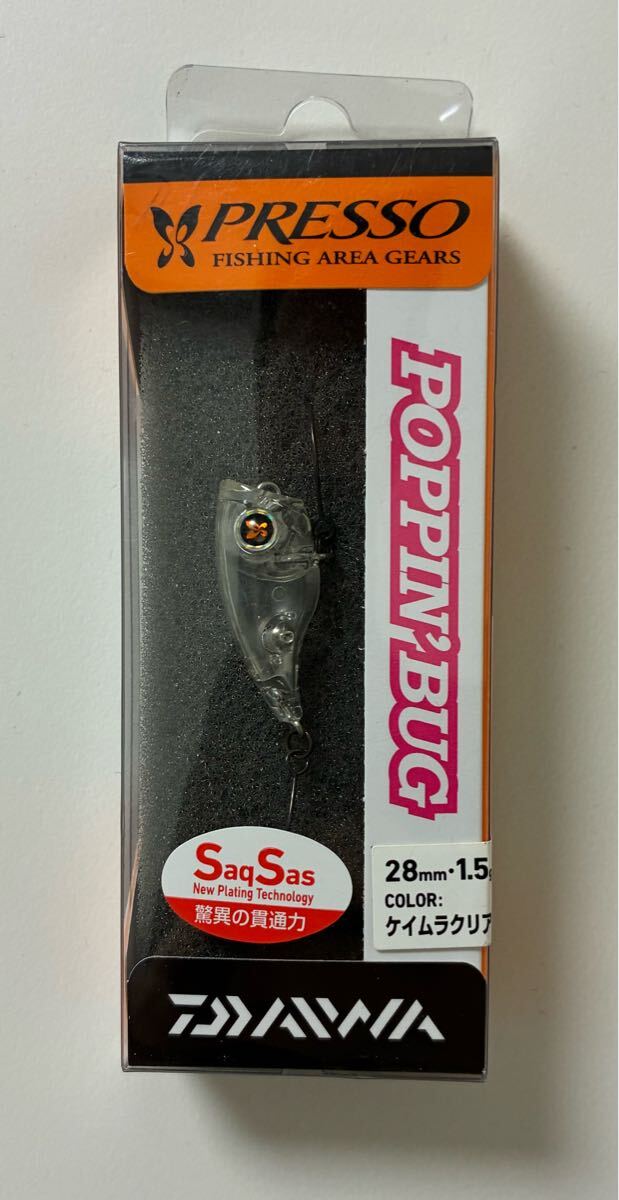 PRESSO
FISHING AREA GEARS
POPPIN'BUG
28mm・1.5g
COLOR:
ケイムラクリア
SaqSas
New Plating Technology
驚異の貫通力
DAIWA